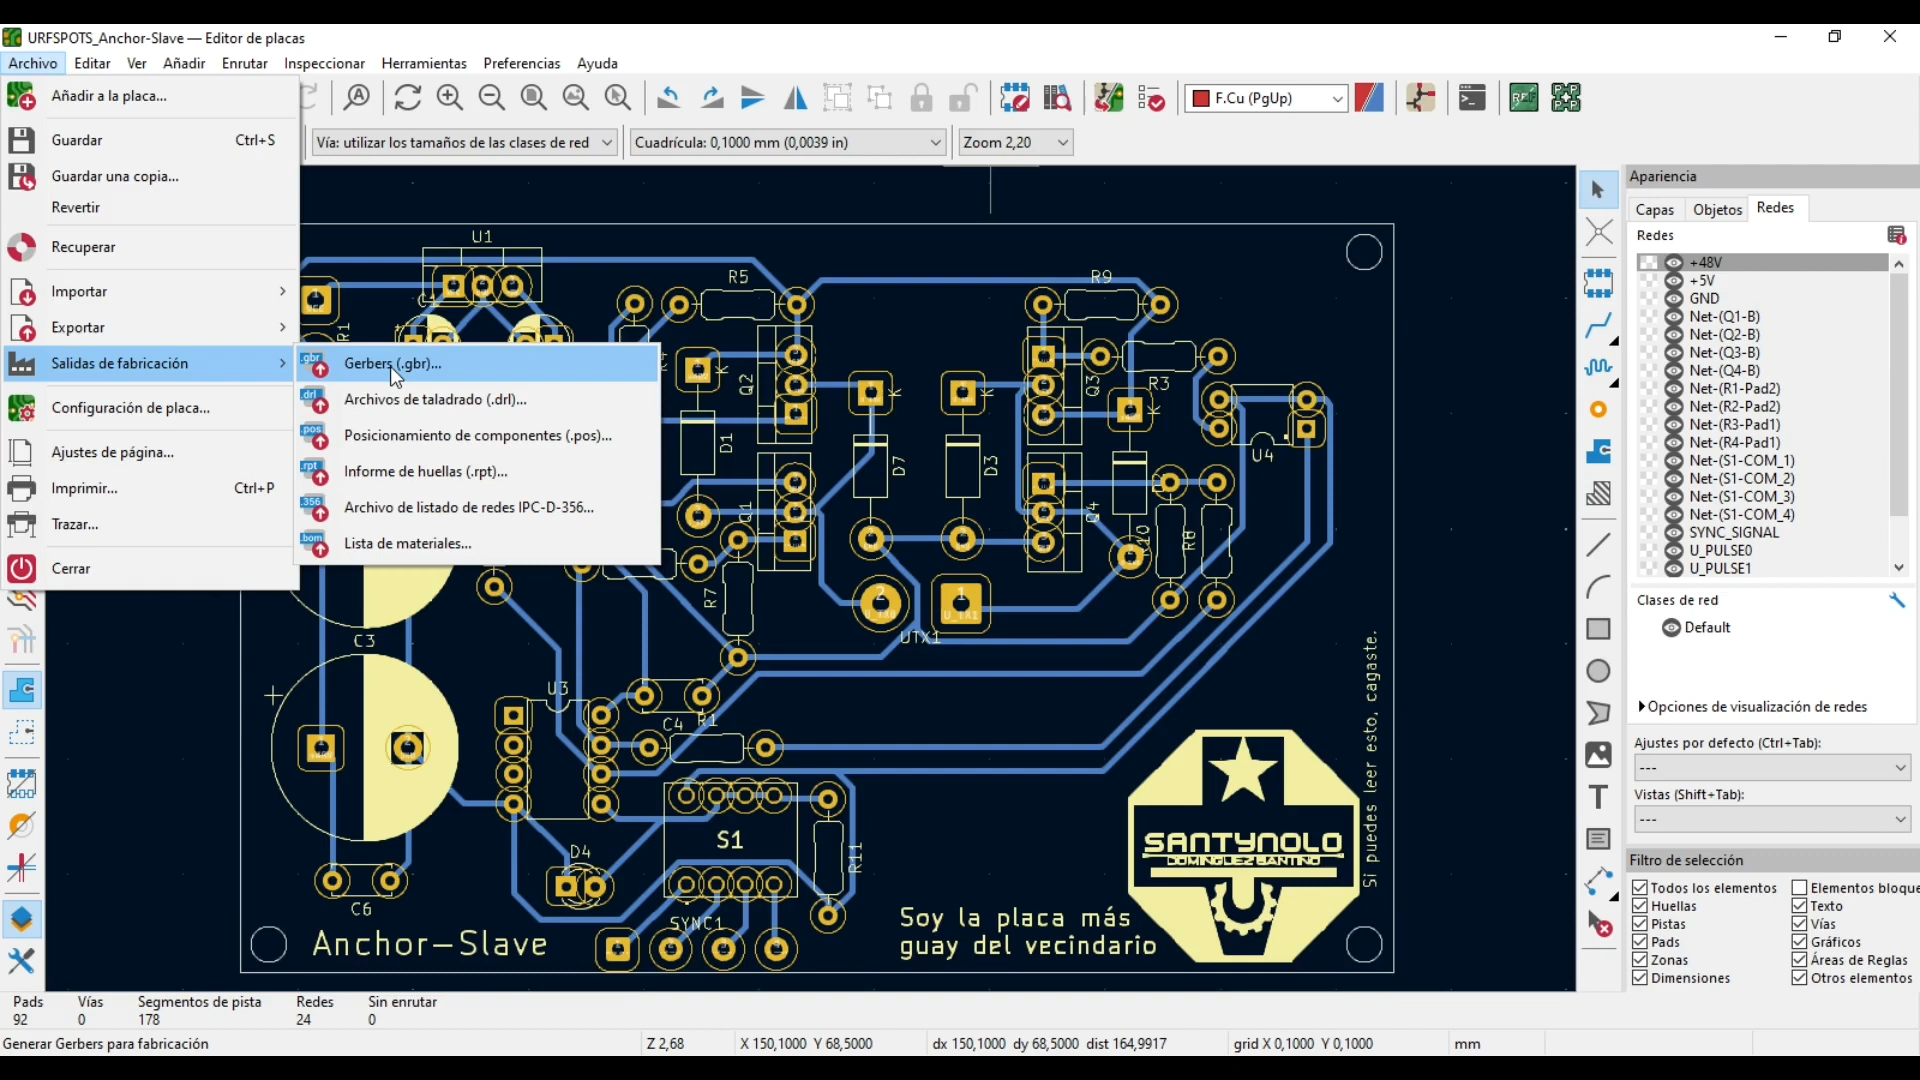 URFSPOTS_Anchor-Slave — Editor de placas
Archivo Editar Ver Añadir Enrutar Inspeccionar Herramientas Preferencias Ayuda
Añadir a la placa...
Guardar Ctrl+S
Guardar una copia...
Revertir
Recuperar
Importar
Exportar
Salidas de fabricación
Configuración de placa...
Ajustes de página...
Imprimir... Ctrl+P
Trazar...
Cerrar
.gbr Gerbers (.gbr)...
.drl Archivos de taladrado (.drl)...
.pos Posicionamiento de componentes (.pos)...
.rpt Informe de huellas (.rpt)...
.356 Archivo de listado de redes IPC-D-356...
.bom Lista de materiales...
F.Cu (PgUp)
Vía: utilizar los tamaños de las clases de red
Cuadrícula: 0,1000 mm (0,0039 in)
Zoom 2,20
U1
R5
R9
Q2
K
D1
K
D7
K
D3
Q3
R3
K
U4
Q1
Q4
R10
R8
R7
UTX1
C3
U3
C4
R1
S1
R11
D4
C6
SYNC1
Anchor-Slave
Soy la placa más
guay del vecindario
SANTYNOLO
DOMINGUEZ SANTINO
Si puedes leer esto, cagaste.
Apariencia
Capas Objetos Redes
Redes
+48V
+5V
GND
Net-(Q1-B)
Net-(Q2-B)
Net-(Q3-B)
Net-(Q4-B)
Net-(R1-Pad2)
Net-(R2-Pad2)
Net-(R3-Pad1)
Net-(R4-Pad1)
Net-(S1-COM_1)
Net-(S1-COM_2)
Net-(S1-COM_3)
Net-(S1-COM_4)
SYNC_SIGNAL
U_PULSE0
U_PULSE1
Clases de red
Default
Opciones de visualización de redes
Ajustes por defecto (Ctrl+Tab):
---
Vistas (Shift+Tab):
---
Filtro de selección
Todos los elementos Elementos bloque
Huellas Texto
Pistas Vías
Pads Gráficos
Zonas Áreas de Reglas
Dimensiones Otros elementos
Pads Vías Segmentos de pista Redes Sin enrutar
92 0 178 24 0
Generar Gerbers para fabricación Z 2,68 X 150,1000 Y 68,5000 dx 150,1000 dy 68,5000 dist 164,9917 grid X 0,1000 Y 0,1000 mm